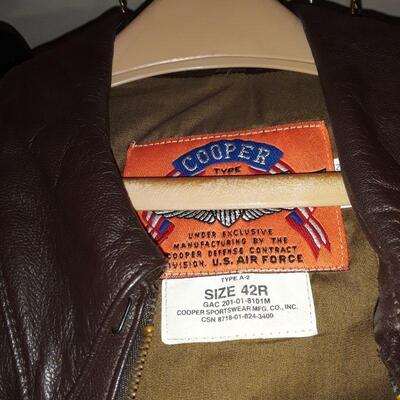 COOPER
TYPE
UNDER EXCLUSIVE
MANUFACTURING BY THE
COOPER DEFENSE CONTRACT
DIVISION. U.S. AIR FORCE
TYPE A-2
SIZE 42R
GAC 201-01-8101M
COOPER SPORTSWEAR MFG. CO., INC.
CSN 8718-01-824-3400